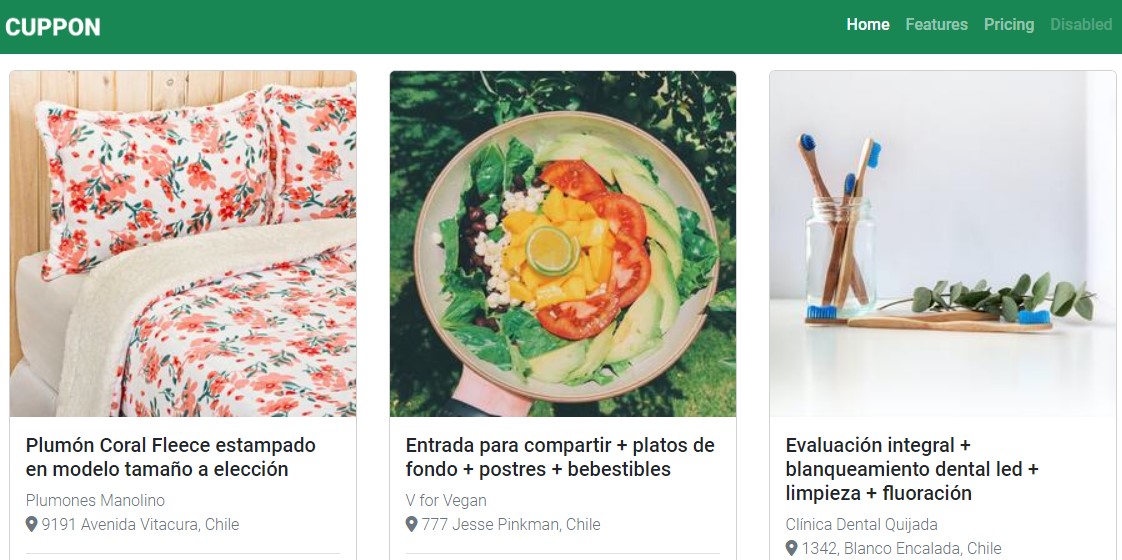 CUPPON
Home Features Pricing Disabled
Plumón Coral Fleece estampado
en modelo tamaño a elección
Plumones Manolino
9191 Avenida Vitacura, Chile
Entrada para compartir + platos de
fondo + postres + bebestibles
V for Vegan
777 Jesse Pinkman, Chile
Evaluación integral +
blanqueamiento dental led +
limpieza + fluoración
Clínica Dental Quijada
1342, Blanco Encalada, Chile